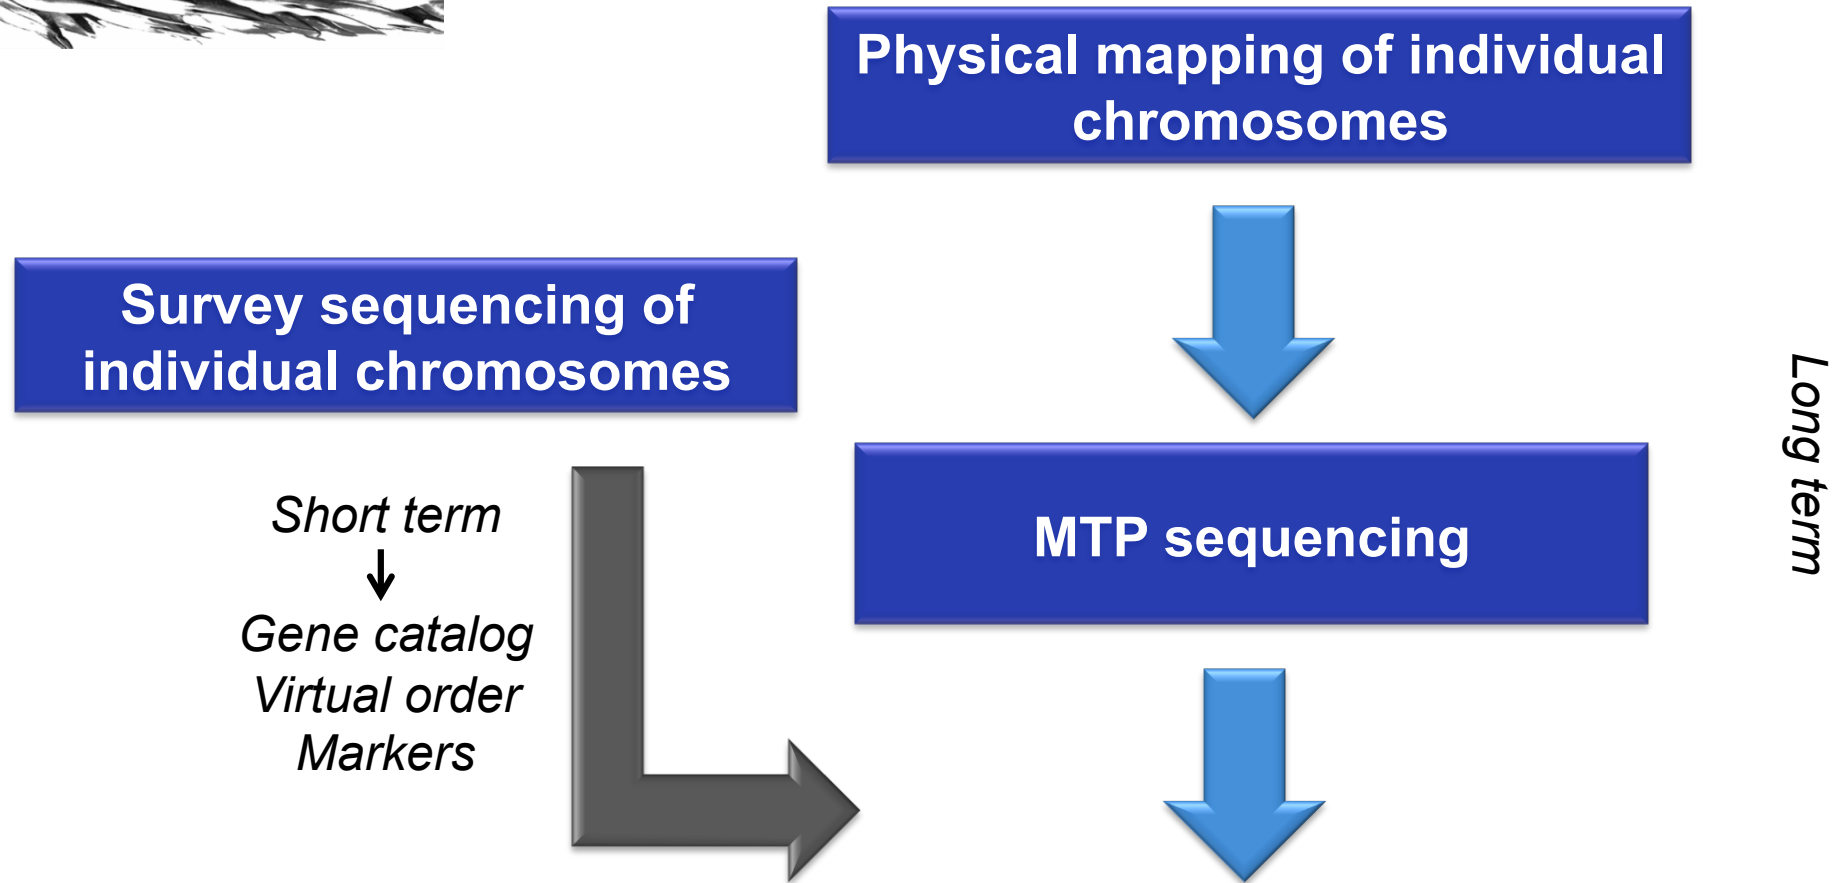 Physical mapping of individual
chromosomes
Survey sequencing of
individual chromosomes
Short term
Gene catalog
Virtual order
Markers
MTP sequencing
Long term